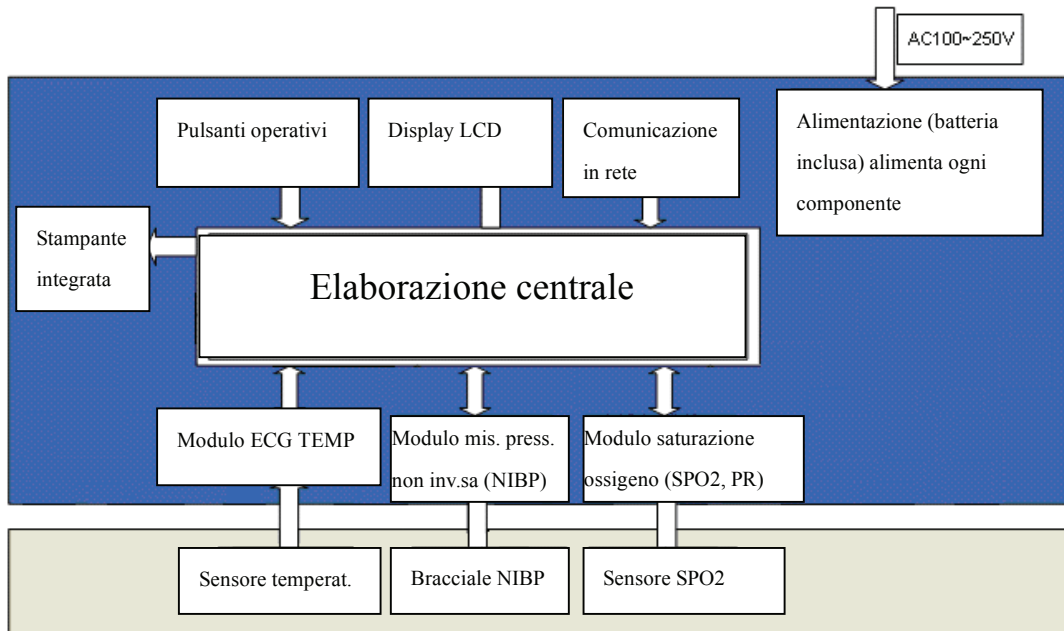 AC100~250V
Pulsanti operativi
Display LCD
Comunicazione
in rete
Alimentazione (batteria
inclusa) alimenta ogni
componente
Stampante
integrata
Elaborazione centrale
Modulo ECG TEMP
Modulo mis. press.
non inv.sa (NIBP)
Modulo saturazione
ossigeno (SPO2, PR)
Sensore temperat.
Bracciale NIBP
Sensore SPO2